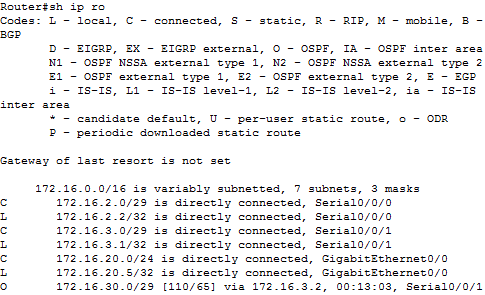 Router#sh ip ro
Codes: L - local, C - connected, S - static, R - RIP, M - mobile, B -
BGP
D - EIGRP, EX - EIGRP external, O - OSPF, IA - OSPF inter area
N1 - OSPF NSSA external type 1, N2 - OSPF NSSA external type 2
E1 - OSPF external type 1, E2 - OSPF external type 2, E - EGP
i - IS-IS, L1 - IS-IS level-1, L2 - IS-IS level-2, ia - IS-IS
inter area
* - candidate default, U - per-user static route, o - ODR
P - periodic downloaded static route
Gateway of last resort is not set
172.16.0.0/16 is variably subnetted, 7 subnets, 3 masks
C 172.16.2.0/29 is directly connected, Serial0/0/0
L 172.16.2.2/32 is directly connected, Serial0/0/0
C 172.16.3.0/29 is directly connected, Serial0/0/1
L 172.16.3.1/32 is directly connected, Serial0/0/1
C 172.16.20.0/24 is directly connected, GigabitEthernet0/0
L 172.16.20.5/32 is directly connected, GigabitEthernet0/0
O 172.16.30.0/29 [110/65] via 172.16.3.2, 00:13:03, Serial0/0/1